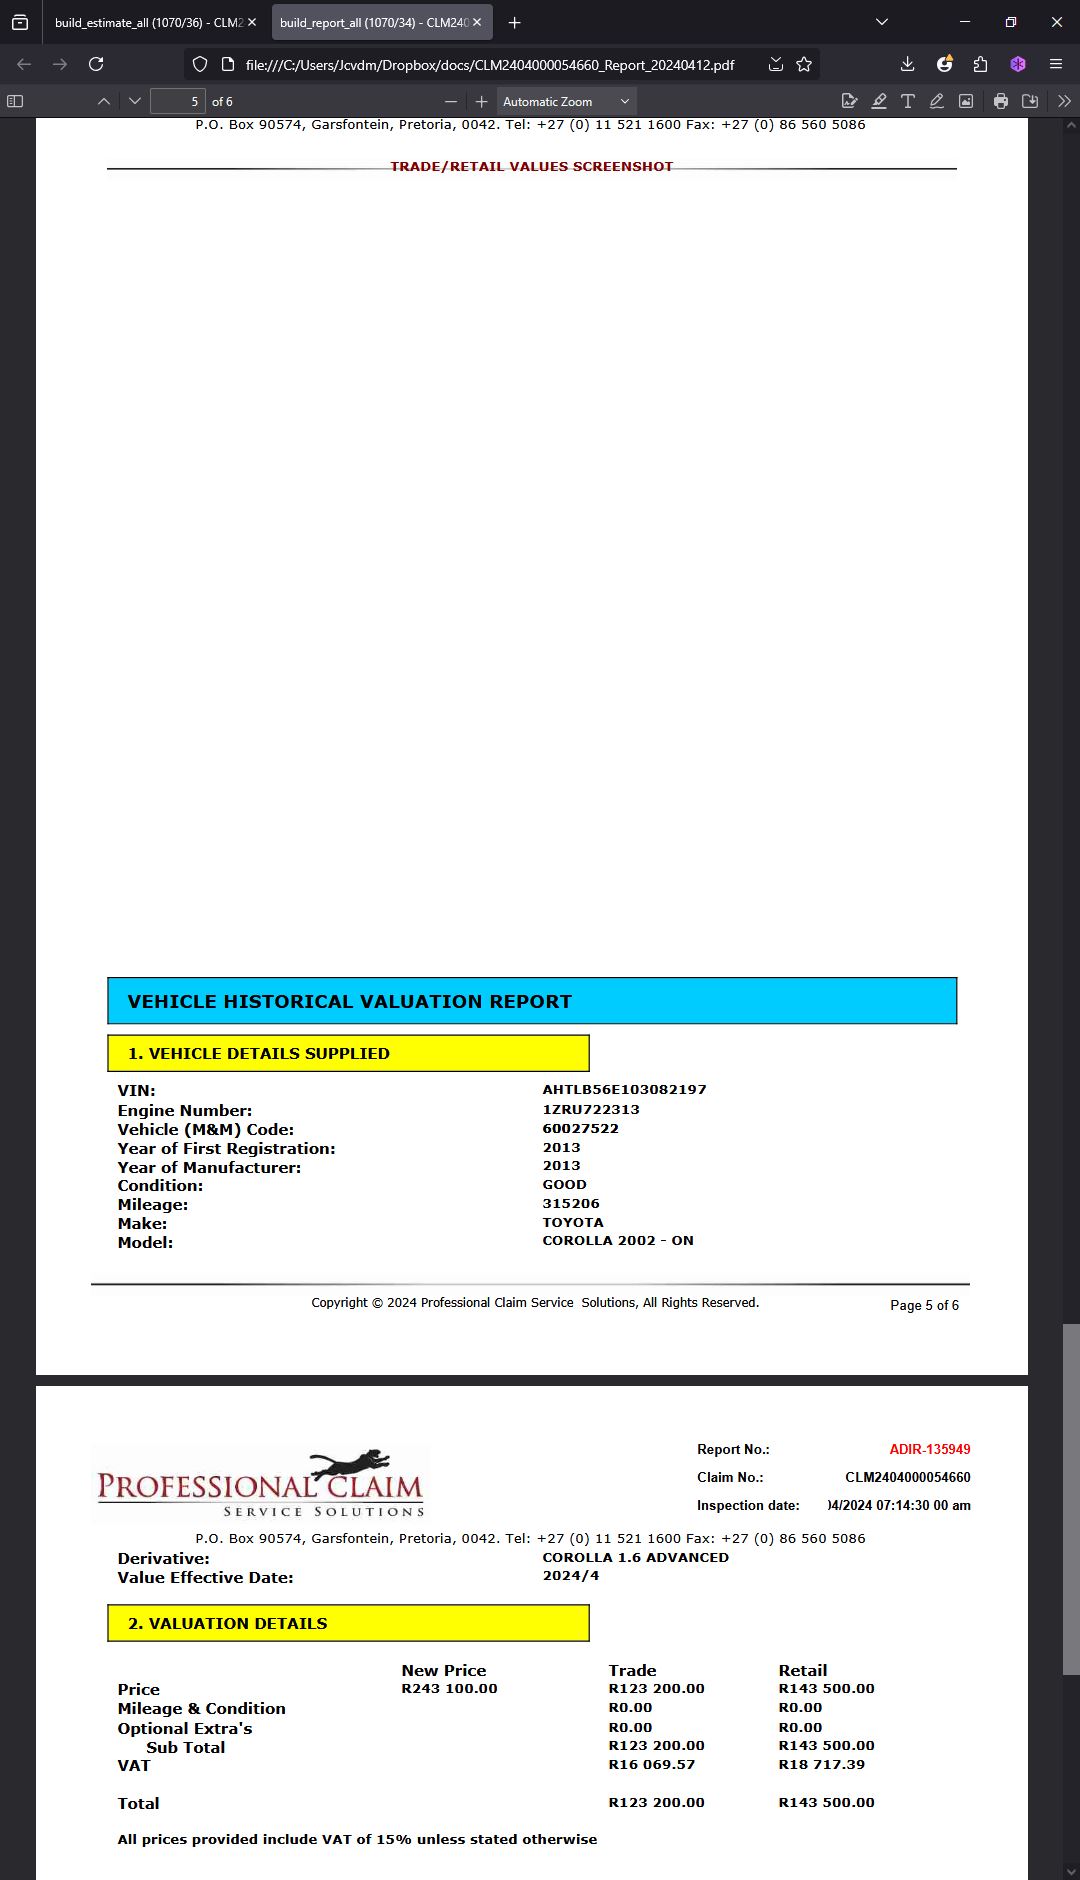 build_estimate_all (1070/36) - CLM2
build_report_all (1070/34) - CLM240
file:///C:/Users/Jcvdm/Dropbox/docs/CLM2404000054660_Report_20240412.pdf
5 of 6
Automatic Zoom
P.O. Box 90574, Garsfontein, Pretoria, 0042. Tel: +27 (0) 11 521 1600 Fax: +27 (0) 86 560 5086
TRADE/RETAIL VALUES SCREENSHOT
VEHICLE HISTORICAL VALUATION REPORT
1. VEHICLE DETAILS SUPPLIED
VIN: AHTLB56E103082197
Engine Number: 1ZRU722313
Vehicle (M&M) Code: 60027522
Year of First Registration: 2013
Year of Manufacturer: 2013
Condition: GOOD
Mileage: 315206
Make: TOYOTA
Model: COROLLA 2002 - ON
Copyright © 2024 Professional Claim Service Solutions, All Rights Reserved.
Page 5 of 6
PROFESSIONAL CLAIM
SERVICE SOLUTIONS
Report No.: ADIR-135949
Claim No.: CLM2404000054660
Inspection date: 04/2024 07:14:30 00 am
P.O. Box 90574, Garsfontein, Pretoria, 0042. Tel: +27 (0) 11 521 1600 Fax: +27 (0) 86 560 5086
Derivative: COROLLA 1.6 ADVANCED
Value Effective Date: 2024/4
2. VALUATION DETAILS
New Price Trade Retail
Price R243 100.00 R123 200.00 R143 500.00
Mileage & Condition R0.00 R0.00
Optional Extra's R0.00 R0.00
Sub Total R123 200.00 R143 500.00
VAT R16 069.57 R18 717.39
Total R123 200.00 R143 500.00
All prices provided include VAT of 15% unless stated otherwise